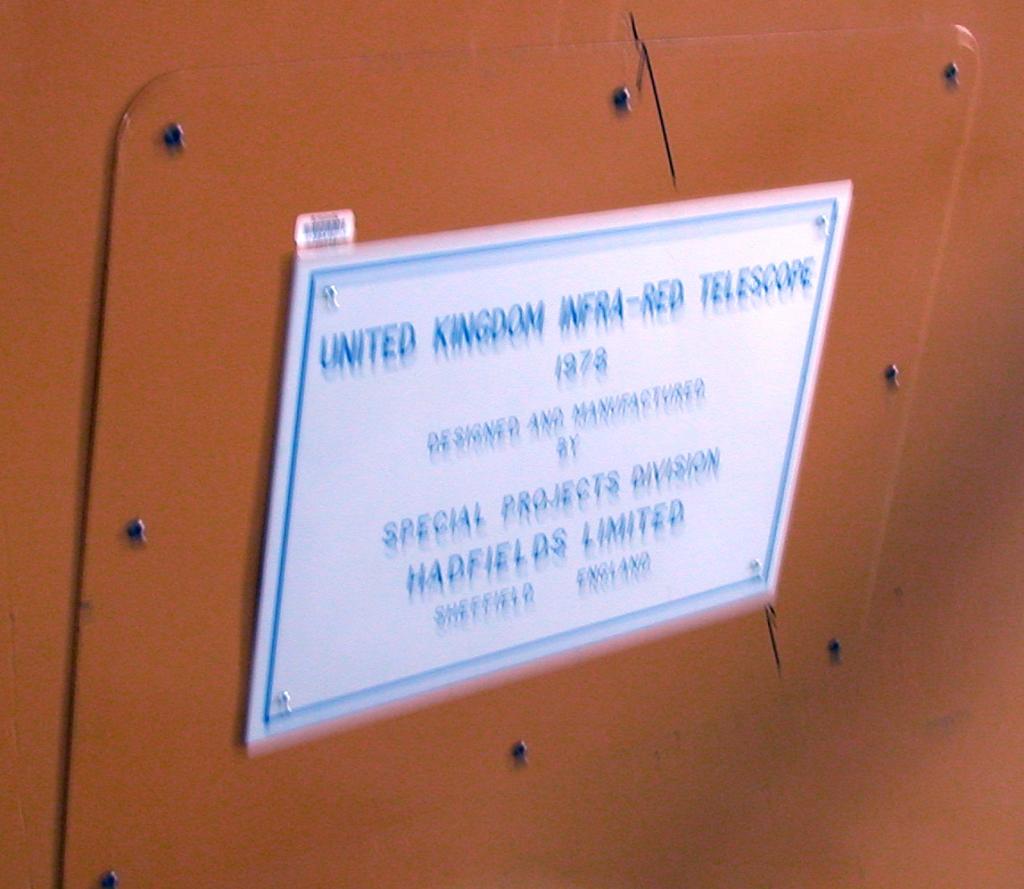 UNITED KINGDOM INFRA-RED TELESCOPE
1978
DESIGNED AND MANUFACTURED
BY
SPECIAL PROJECTS DIVISION
HADFIELDS LIMITED
SHEFFIELD ENGLAND